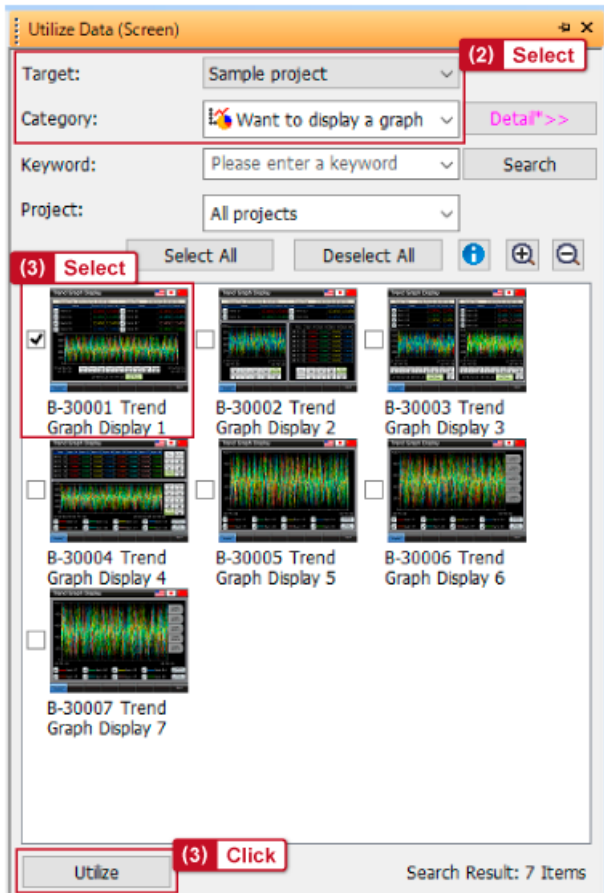 Utilize Data (Screen)
(2) Select
Target:
Sample project
Category:
Want to display a graph
Detail*>>
Keyword:
Please enter a keyword
Search
Project:
All projects
Select All
Deselect All
(3) Select
B-30001 Trend
Graph Display 1
B-30002 Trend
Graph Display 2
B-30003 Trend
Graph Display 3
B-30004 Trend
Graph Display 4
B-30005 Trend
Graph Display 5
B-30006 Trend
Graph Display 6
B-30007 Trend
Graph Display 7
Utilize
(3) Click
Search Result: 7 Items